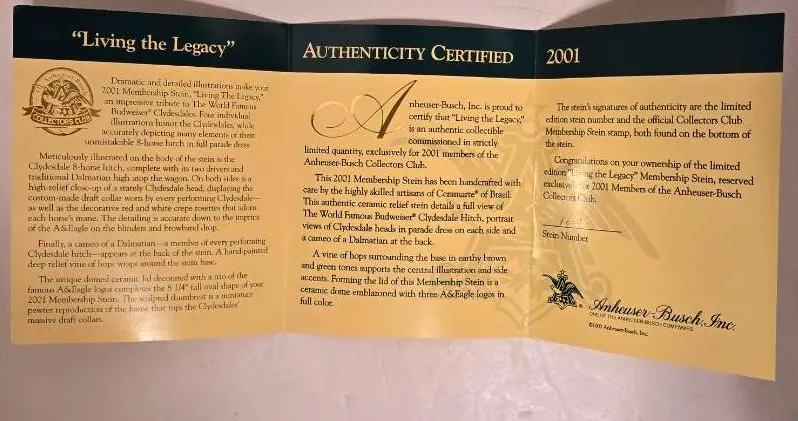 "Living the Legacy"
Anheuser-Busch
COLLECTORS CLUB
Dramatic and detailed illustrations make your
2001 Membership Stein, "Living The Legacy,"
an impressive tribute to The World Famous
Budweiser® Clydesdales. Four individual
illustrations honor the Clydesdales, while
accurately depicting many elements of their
unmistakable 8-horse hitch in full parade dress.
Meticulously illustrated on the body of the stein is the
Clydesdale 8-horse hitch, complete with its two drivers and
traditional Dalmatian high atop the wagon. On both sides is a
high-relief close-up of a stately Clydesdale head, displaying the
custom-made draft collar worn by every performing Clydesdale—
as well as the decorative red and white crepe rosettes that adorn
each horse's mane. The detailing is accurate down to the imprint
of the A&Eagle on the blinders and browband drop.
Finally, a cameo of a Dalmatian—a member of every performing
Clydesdale hitch—appears at the back of the stein. A hand-painted
deep relief vine of hops wraps around the stein base.
The unique domed ceramic lid decorated with a trio of the
famous A&Eagle logos completes the 8 1/4" tall oval shape of your
2001 Membership Stein. The sculpted thumbrest is a miniature
pewter reproduction of the hame that tops the Clydesdales'
massive draft collars.
AUTHENTICITY CERTIFIED
Anheuser-Busch, Inc. is proud to
certify that "Living the Legacy,"
is an authentic collectible
commissioned in strictly
limited quantity, exclusively for 2001 members of the
Anheuser-Busch Collectors Club.
This 2001 Membership Stein has been handcrafted with
care by the highly skilled artisans of Ceramarte® of Brasil.
This authentic ceramic relief stein details a full view of
The World Famous Budweiser® Clydesdale Hitch, portrait
views of Clydesdale heads in parade dress on each side and
a cameo of a Dalmatian at the back.
A vine of hops surrounding the base in earthy brown
and green tones supports the central illustration and side
accents. Forming the lid of this Membership Stein is a
ceramic dome emblazoned with three A&Eagle logos in
full color.
2001
The stein's signatures of authenticity are the limited
edition stein number and the official Collectors Club
Membership Stein stamp, both found on the bottom of
the stein.
Congratulations on your ownership of the limited
edition "Living the Legacy" Membership Stein, reserved
exclusively for 2001 Members of the Anheuser-Busch
Collectors Club.
Stein Number
Anheuser-Busch, Inc.
ONE OF THE ANHEUSER-BUSCH COMPANIES
©2001 Anheuser-Busch, Inc.